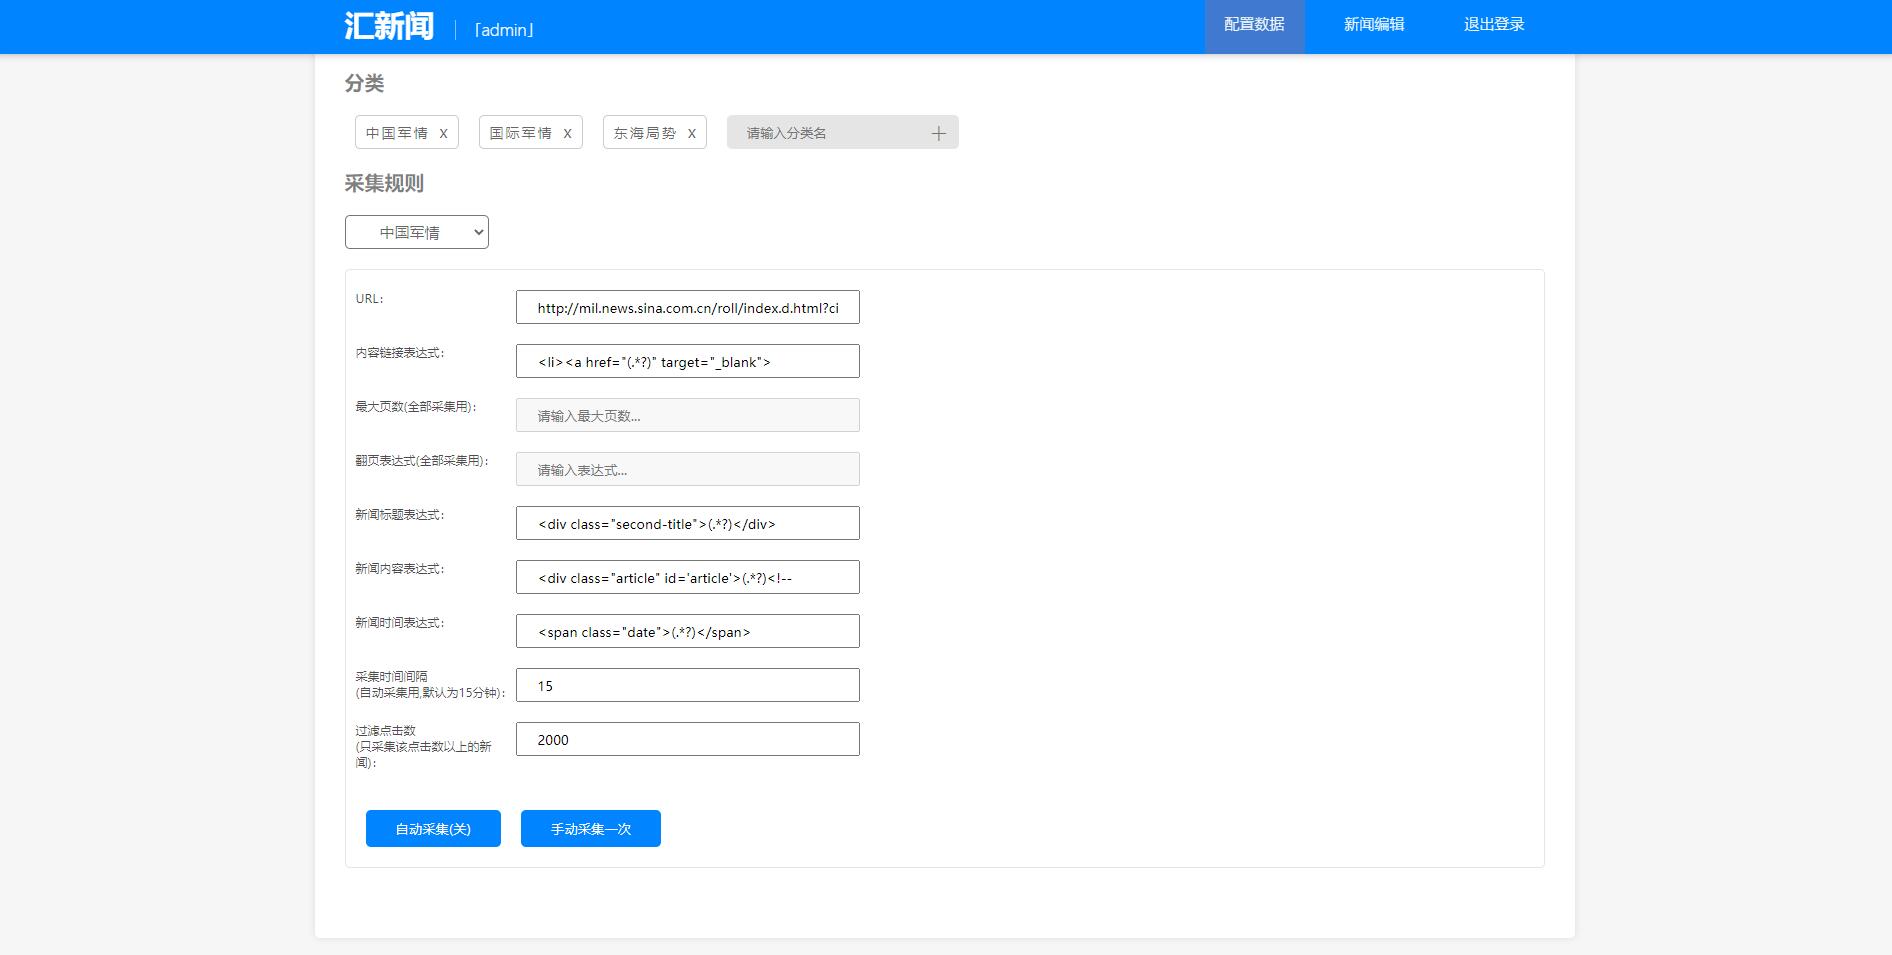 汇新闻
「admin」
配置数据
新闻编辑
退出登录
分类
中国军情 x
国际军情 x
东海局势 x
请输入分类名
采集规则
中国军情
URL:
http://mil.news.sina.com.cn/roll/index.d.html?ci
内容链接表达式:
<li><a href="(.*?)" target="_blank">
最大页数(全部采集用):
请输入最大页数...
翻页表达式(全部采集用):
请输入表达式...
新闻标题表达式:
<div class="second-title">(.*?)</div>
新闻内容表达式:
<div class="article" id='article'>(.*?)<!--
新闻时间表达式:
<span class="date">(.*?)</span>
采集时间间隔
(自动采集用,默认为15分钟):
15
过滤点击数
(只采集该点击数以上的新
闻):
2000
自动采集(关)
手动采集一次